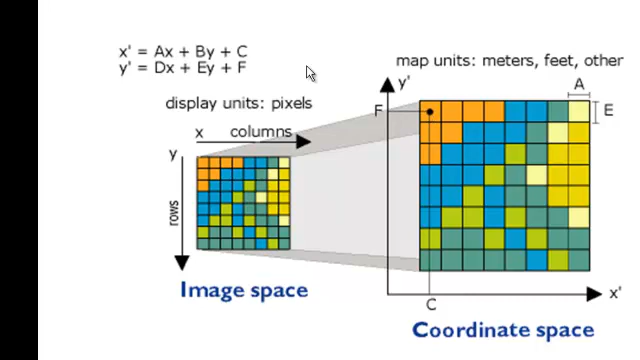 x' = Ax + By + C
y' = Dx + Ey + F
map units: meters, feet, other
y'
A
display units: pixels
F
E
x columns
y
rows
Image space
C
x'
Coordinate space